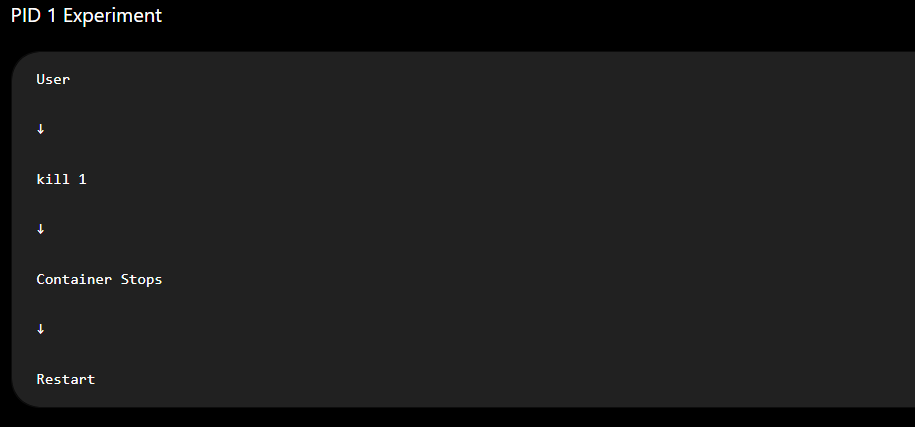 PID 1 Experiment
User
↓
kill 1
↓
Container Stops
↓
Restart